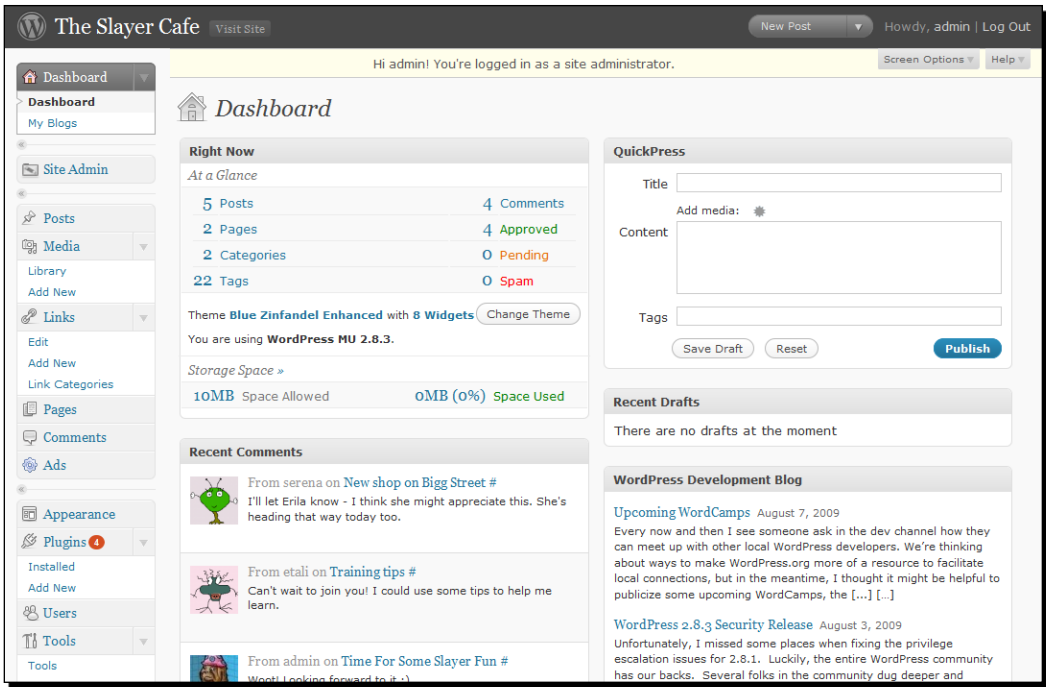 The Slayer Cafe Visit Site
New Post
Howdy, admin | Log Out
Hi admin! You're logged in as a site administrator.
Screen Options
Help
Dashboard
Dashboard
My Blogs
Site Admin
Posts
Media
Library
Add New
Links
Edit
Add New
Link Categories
Pages
Comments
Ads
Appearance
Plugins 4
Installed
Add New
Users
Tools
Tools
Dashboard
Right Now
At a Glance
5 Posts
4 Comments
2 Pages
4 Approved
2 Categories
0 Pending
22 Tags
0 Spam
Theme Blue Zinfandel Enhanced with 8 Widgets
Change Theme
You are using WordPress MU 2.8.3.
Storage Space »
10MB Space Allowed
0MB (0%) Space Used
Recent Comments
From serena on New shop on Bigg Street #
I'll let Erila know - I think she might appreciate this. She's
heading that way today too.
From etali on Training tips #
Can't wait to join you! I could use some tips to help me
learn.
From admin on Time For Some Slayer Fun #
Woot! Looking forward to it :)
QuickPress
Title
Add media:
Content
Tags
Save Draft
Reset
Publish
Recent Drafts
There are no drafts at the moment
WordPress Development Blog
Upcoming WordCamps August 7, 2009
Every now and then I see someone ask in the dev channel how they
can meet up with other local WordPress developers. We're thinking
about ways to make WordPress.org more of a resource to facilitate
local connections, but in the meantime, I thought it might be helpful to
publicize some upcoming WordCamps, the [...] [...]
WordPress 2.8.3 Security Release August 3, 2009
Unfortunately, I missed some places when fixing the privilege
escalation issues for 2.8.1. Luckily, the entire WordPress community
has our backs. Several folks in the community dug deeper and